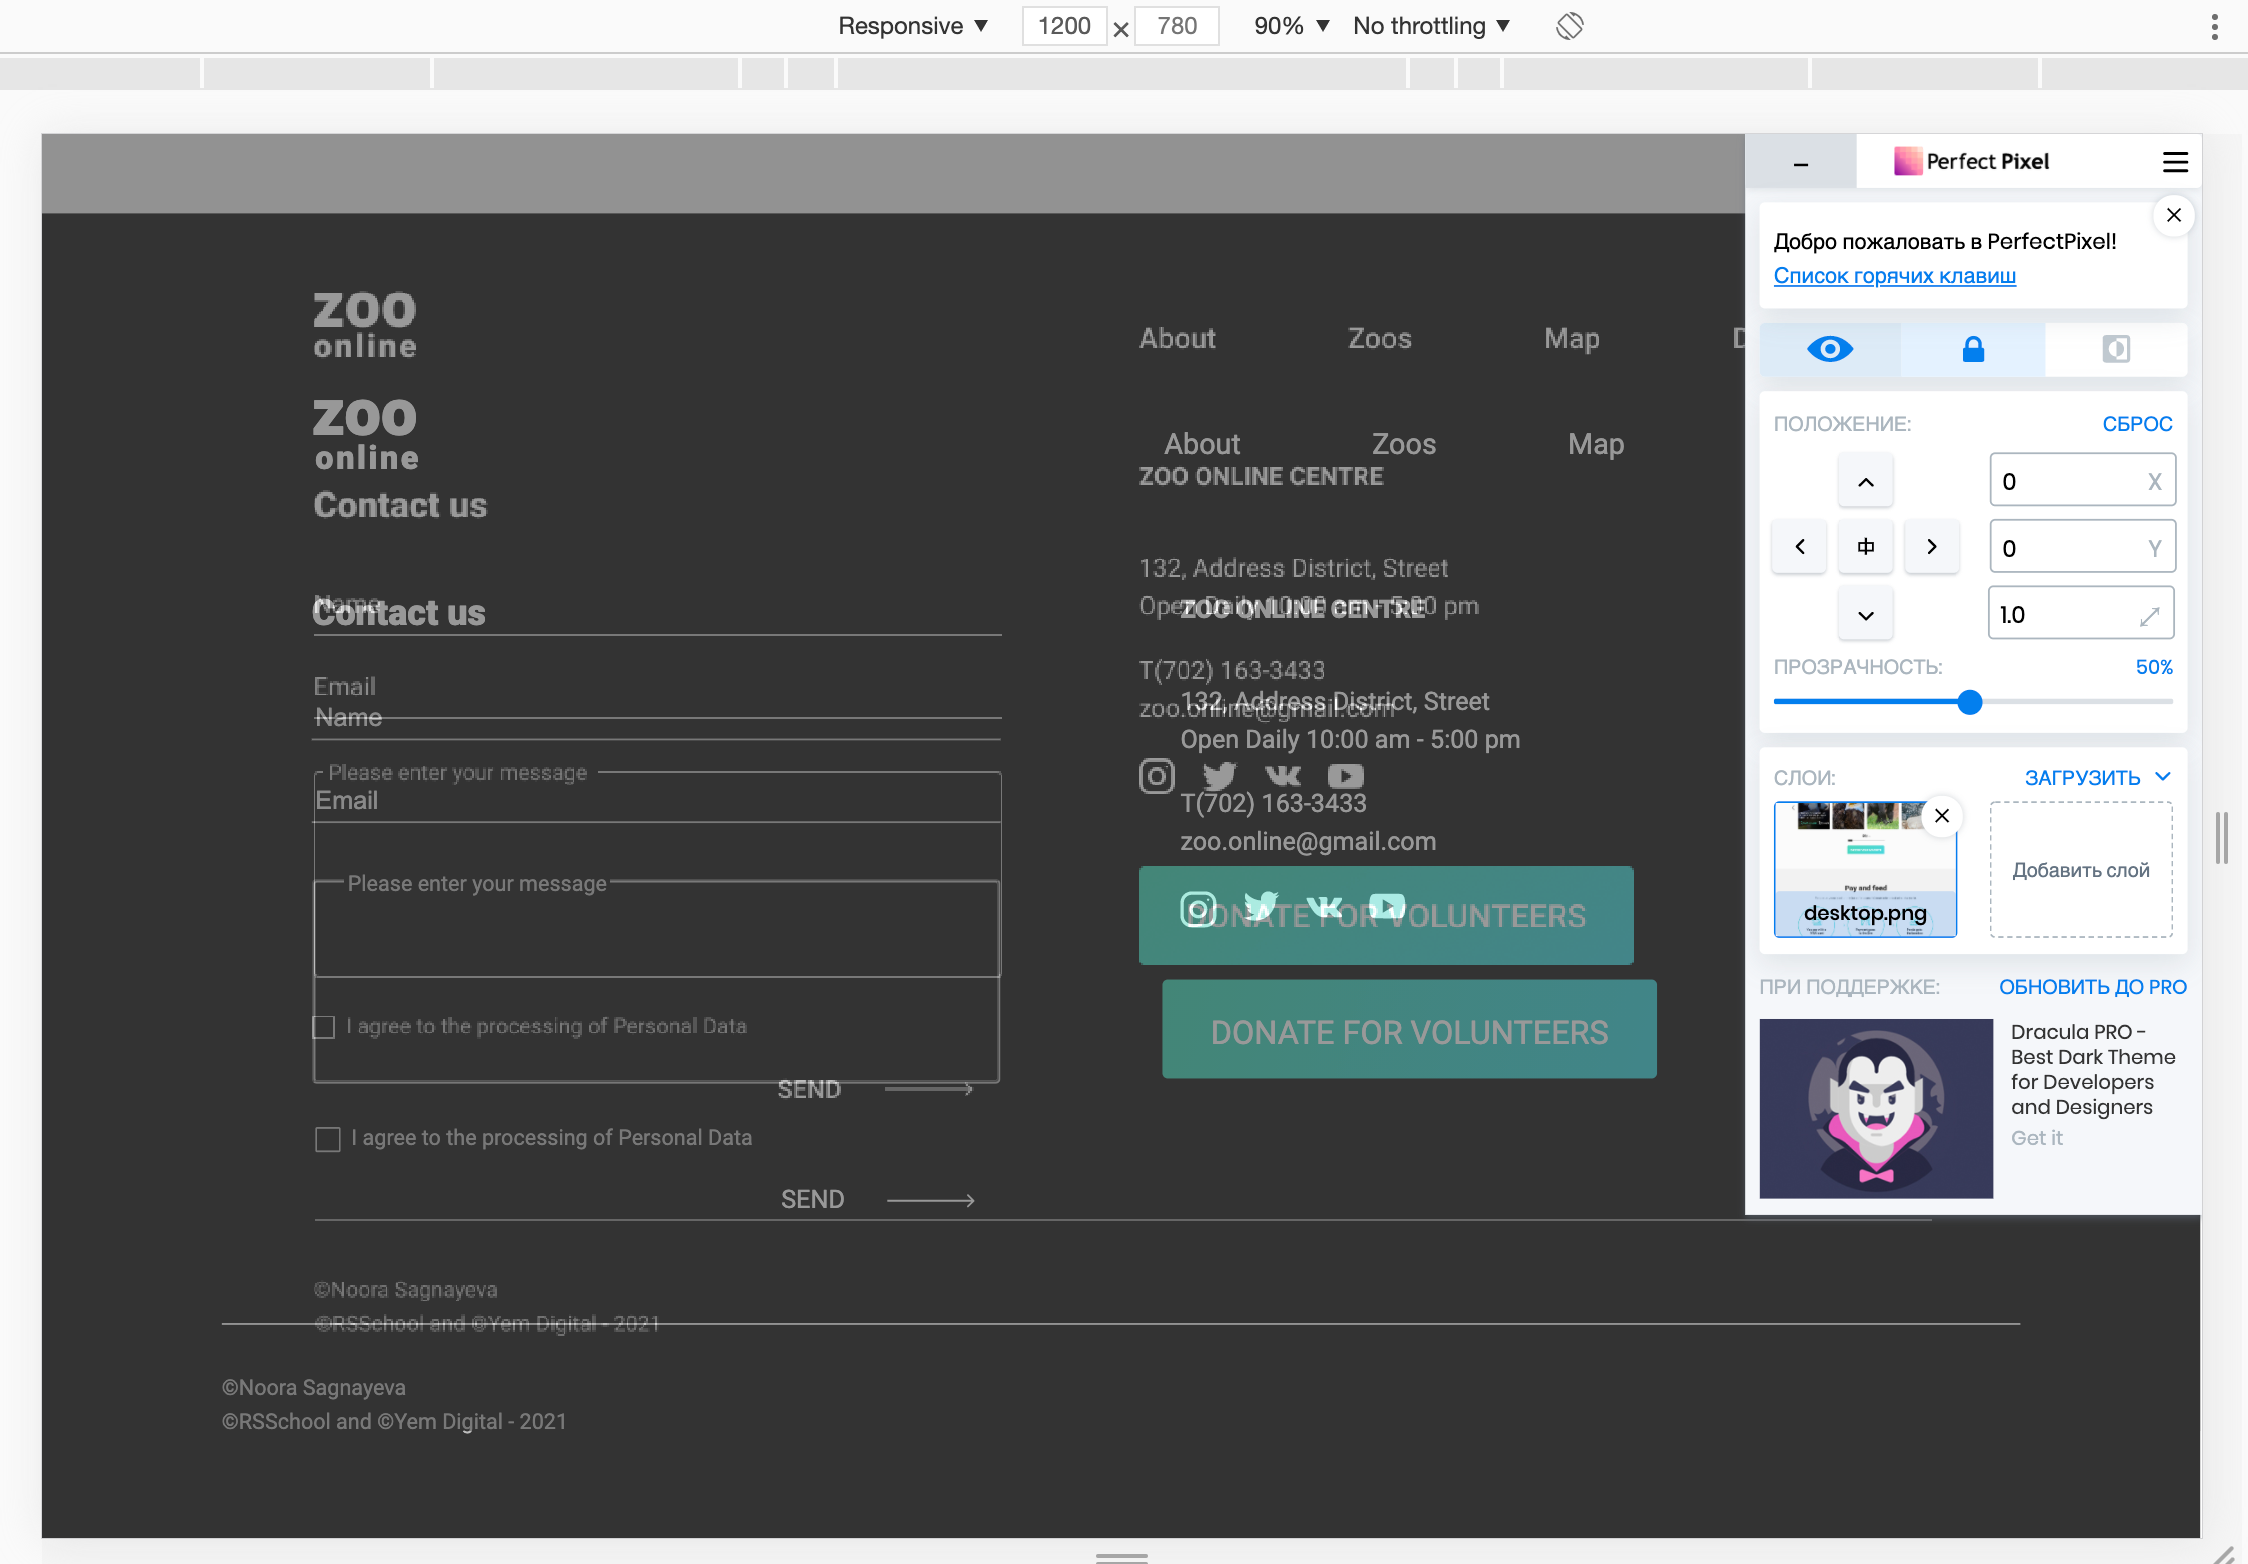 Responsive ▼ 1200 × 780 90% ▼ No throttling ▼
ZOO
online
About Zoos Map D
ZOO
online
About Zoos Map
ZOO ONLINE CENTRE
Contact us
132, Address District, Street
Name
Open Daily 10:00 am - 5:00 pm
Contact us
ZOO ONLINE CENTRE
T(702) 163-3433
Email
132, Address District, Street
zoo.online@gmail.com
Name
Open Daily 10:00 am - 5:00 pm
Please enter your message
Email
T(702) 163-3433
zoo.online@gmail.com
Please enter your message
DONATE FOR VOLUNTEERS
I agree to the processing of Personal Data
DONATE FOR VOLUNTEERS
SEND
I agree to the processing of Personal Data
SEND
©Noora Sagnayeva
©RSSchool and ©Yem Digital - 2021
©Noora Sagnayeva
©RSSchool and ©Yem Digital - 2021
Perfect Pixel
Добро пожаловать в PerfectPixel!
Список горячих клавиш
ПОЛОЖЕНИЕ: СБРОС
0 X
0 Y
1.0
ПРОЗРАЧНОСТЬ: 50%
СЛОИ: ЗАГРУЗИТЬ
Pay and feed
desktop.png
Добавить слой
ПРИ ПОДДЕРЖКЕ: ОБНОВИТЬ ДО PRO
Dracula PRO -
Best Dark Theme
for Developers
and Designers
Get it